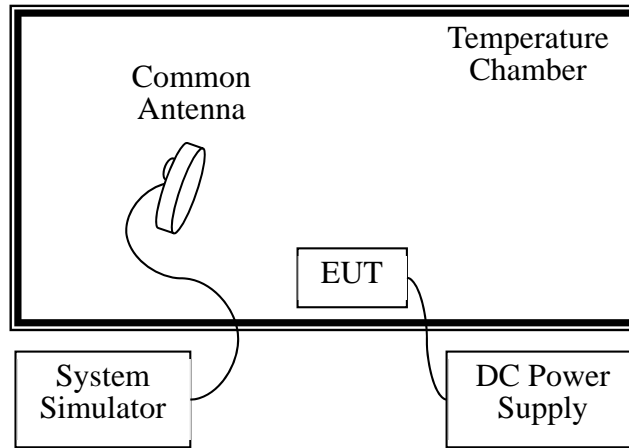 Temperature
Chamber
Common
Antenna
EUT
System
Simulator
DC Power
Supply